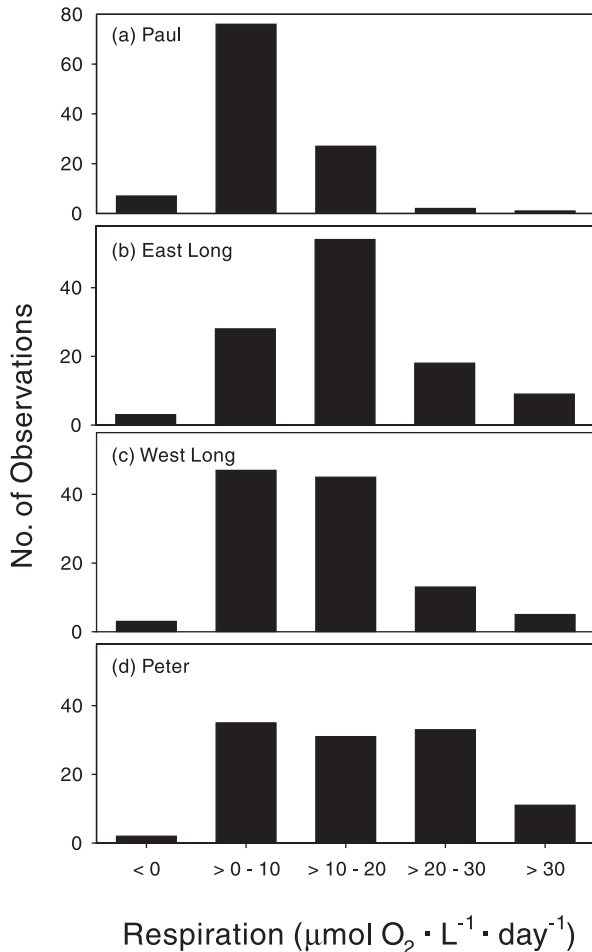 No. of Observations
80
(a) Paul
60
40
20
0
(b) East Long
40
20
0
(c) West Long
40
20
0
(d) Peter
40
20
0
< 0
> 0 - 10
> 10 - 20
> 20 - 30
> 30
Respiration (μmol O₂ · L⁻¹ · day⁻¹)